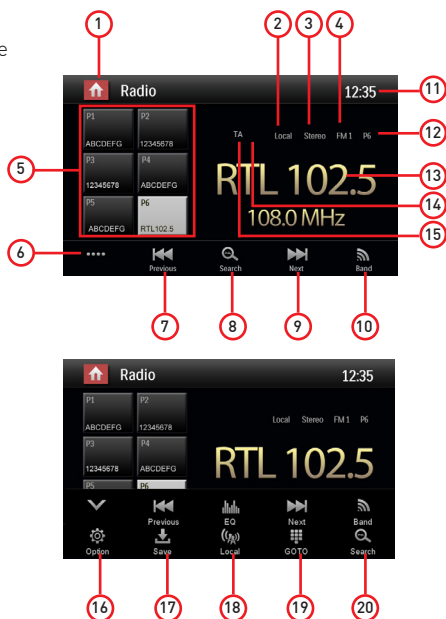 1 2 3 4
e
Radio 12:35 11
P1 P2
TA Local Stereo FM 1 P6 12
ABCDEFG 12345678
5 P3 P4
RTL 102.5 13
12345678 ABCDEFG
14
P5 P6
108.0 MHz
ABCDEFG RTL102.5
15
6
Previous Search Next Band
7 8 9 10
Radio 12:35
P1 P2
Local Stereo FM 1 P6
ABCDEFG 12345678
P3 P4
RTL 102.5
12345678 ABCDEFG
P5 P6
Previous EQ Next Band
Option Save Local GOTO Search
16 17 18 19 20